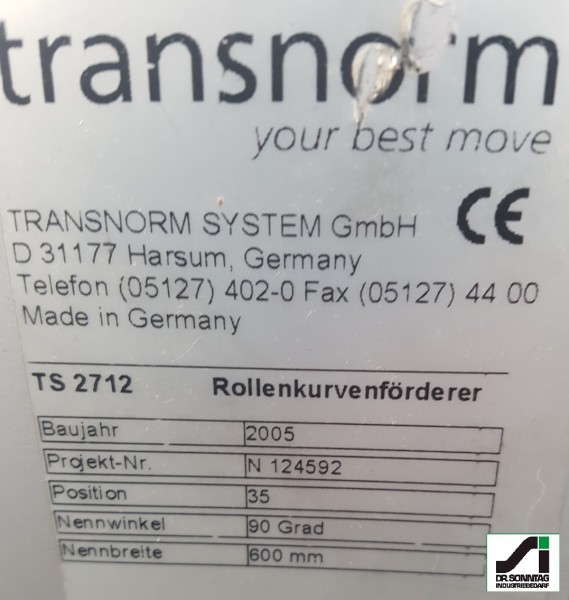 transnorm
your best move
TRANSNORM SYSTEM GmbH CE
D 31177 Harsum, Germany
Telefon (05127) 402-0 Fax (05127) 44 00
Made in Germany
TS 2712 Rollenkurvenförderer
Baujahr 2005
Projekt-Nr. N 124592
Position 35
Nennwinkel 90 Grad
Nennbreite 600 mm
DR.SONNTAG
INDUSTRIEBEDARF